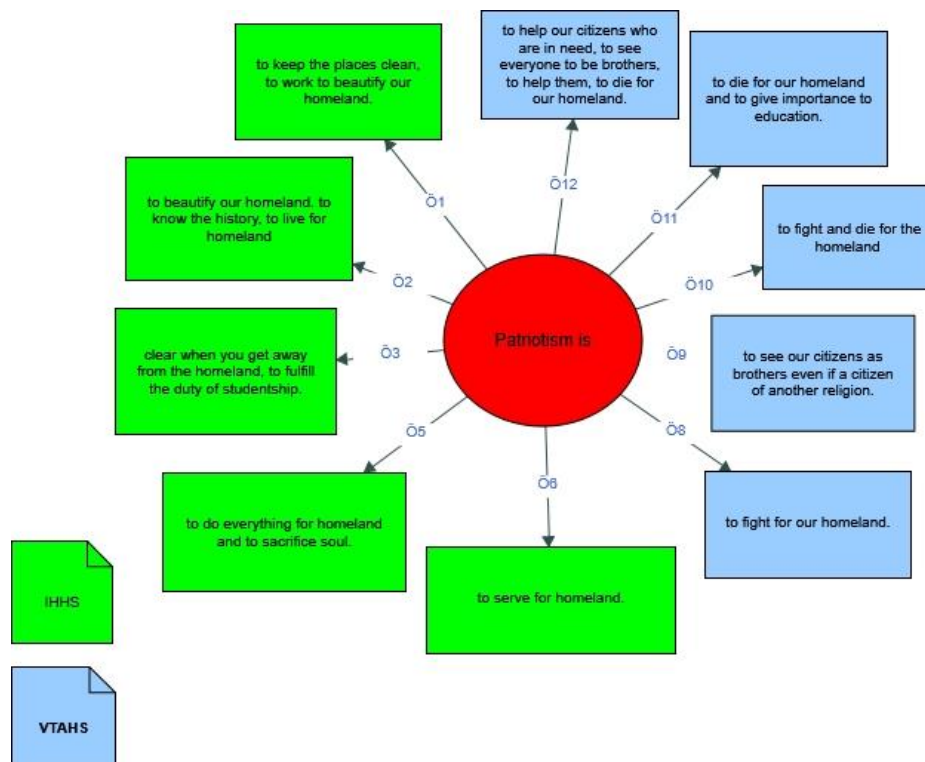 to keep the places clean,
to work to beautify our
homeland.
to help our citizens who
are in need, to see
everyone to be brothers,
to help them, to die for
our homeland.
to die for our homeland
and to give importance to
education.
Ö1
Ö12
Ö11
to beautify our homeland. to
know the history, to live for
homeland
to fight and die for the
homeland
Ö2
Ö10
clear when you get away
from the homeland, to fulfill
the duty of studentship.
Ö3
Patriotism is
Ö9
to see our citizens as
brothers even if a citizen
of another religion.
Ö5
Ö8
to do everything for homeland
and to sacrifice soul.
Ö6
to fight for our homeland.
to serve for homeland.
IHHS
VTAHS